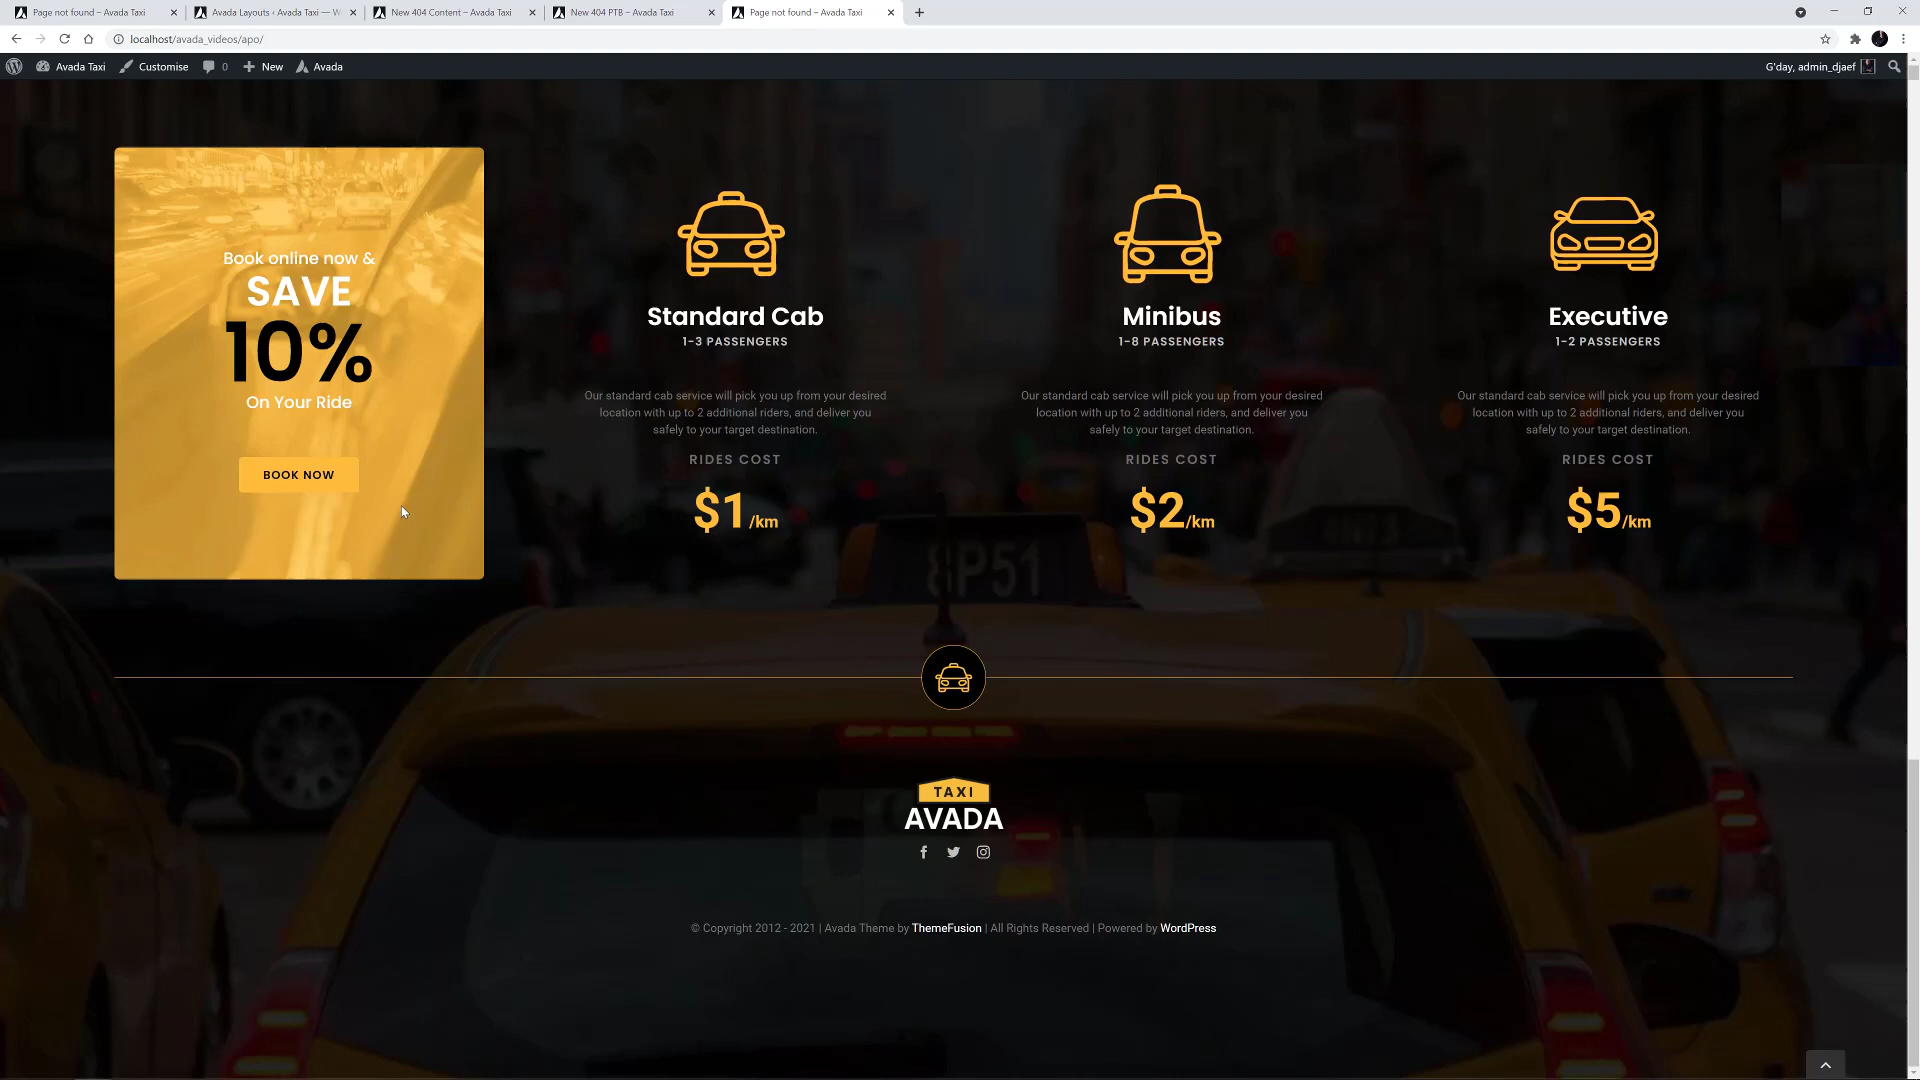 Page not found – Avada Taxi
Avada Layouts ‹ Avada Taxi — W
New 404 Content – Avada Taxi
New 404 PTB – Avada Taxi
Page not found – Avada Taxi
localhost/avada_videos/apo/
Avada Taxi
Customise
0
New
Avada
G'day, admin_djaef
Book online now &
SAVE
10%
On Your Ride
BOOK NOW
Standard Cab
1-3 PASSENGERS
Our standard cab service will pick you up from your desired
location with up to 2 additional riders, and deliver you
safely to your target destination.
RIDES COST
$1/km
Minibus
1-8 PASSENGERS
Our standard cab service will pick you up from your desired
location with up to 2 additional riders, and deliver you
safely to your target destination.
RIDES COST
$2/km
Executive
1-2 PASSENGERS
Our standard cab service will pick you up from your desired
location with up to 2 additional riders, and deliver you
safely to your target destination.
RIDES COST
$5/km
8P51
TAXI
AVADA
© Copyright 2012 - 2021 | Avada Theme by ThemeFusion | All Rights Reserved | Powered by WordPress